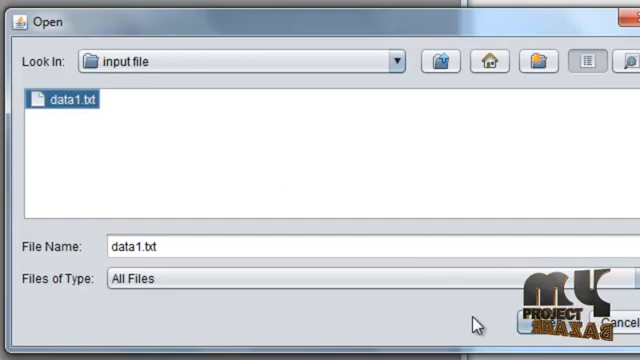 Open
Look In: input file
data1.txt
File Name: data1.txt
Files of Type: All Files
MY
PROJECT
BAZAAR
Cancel